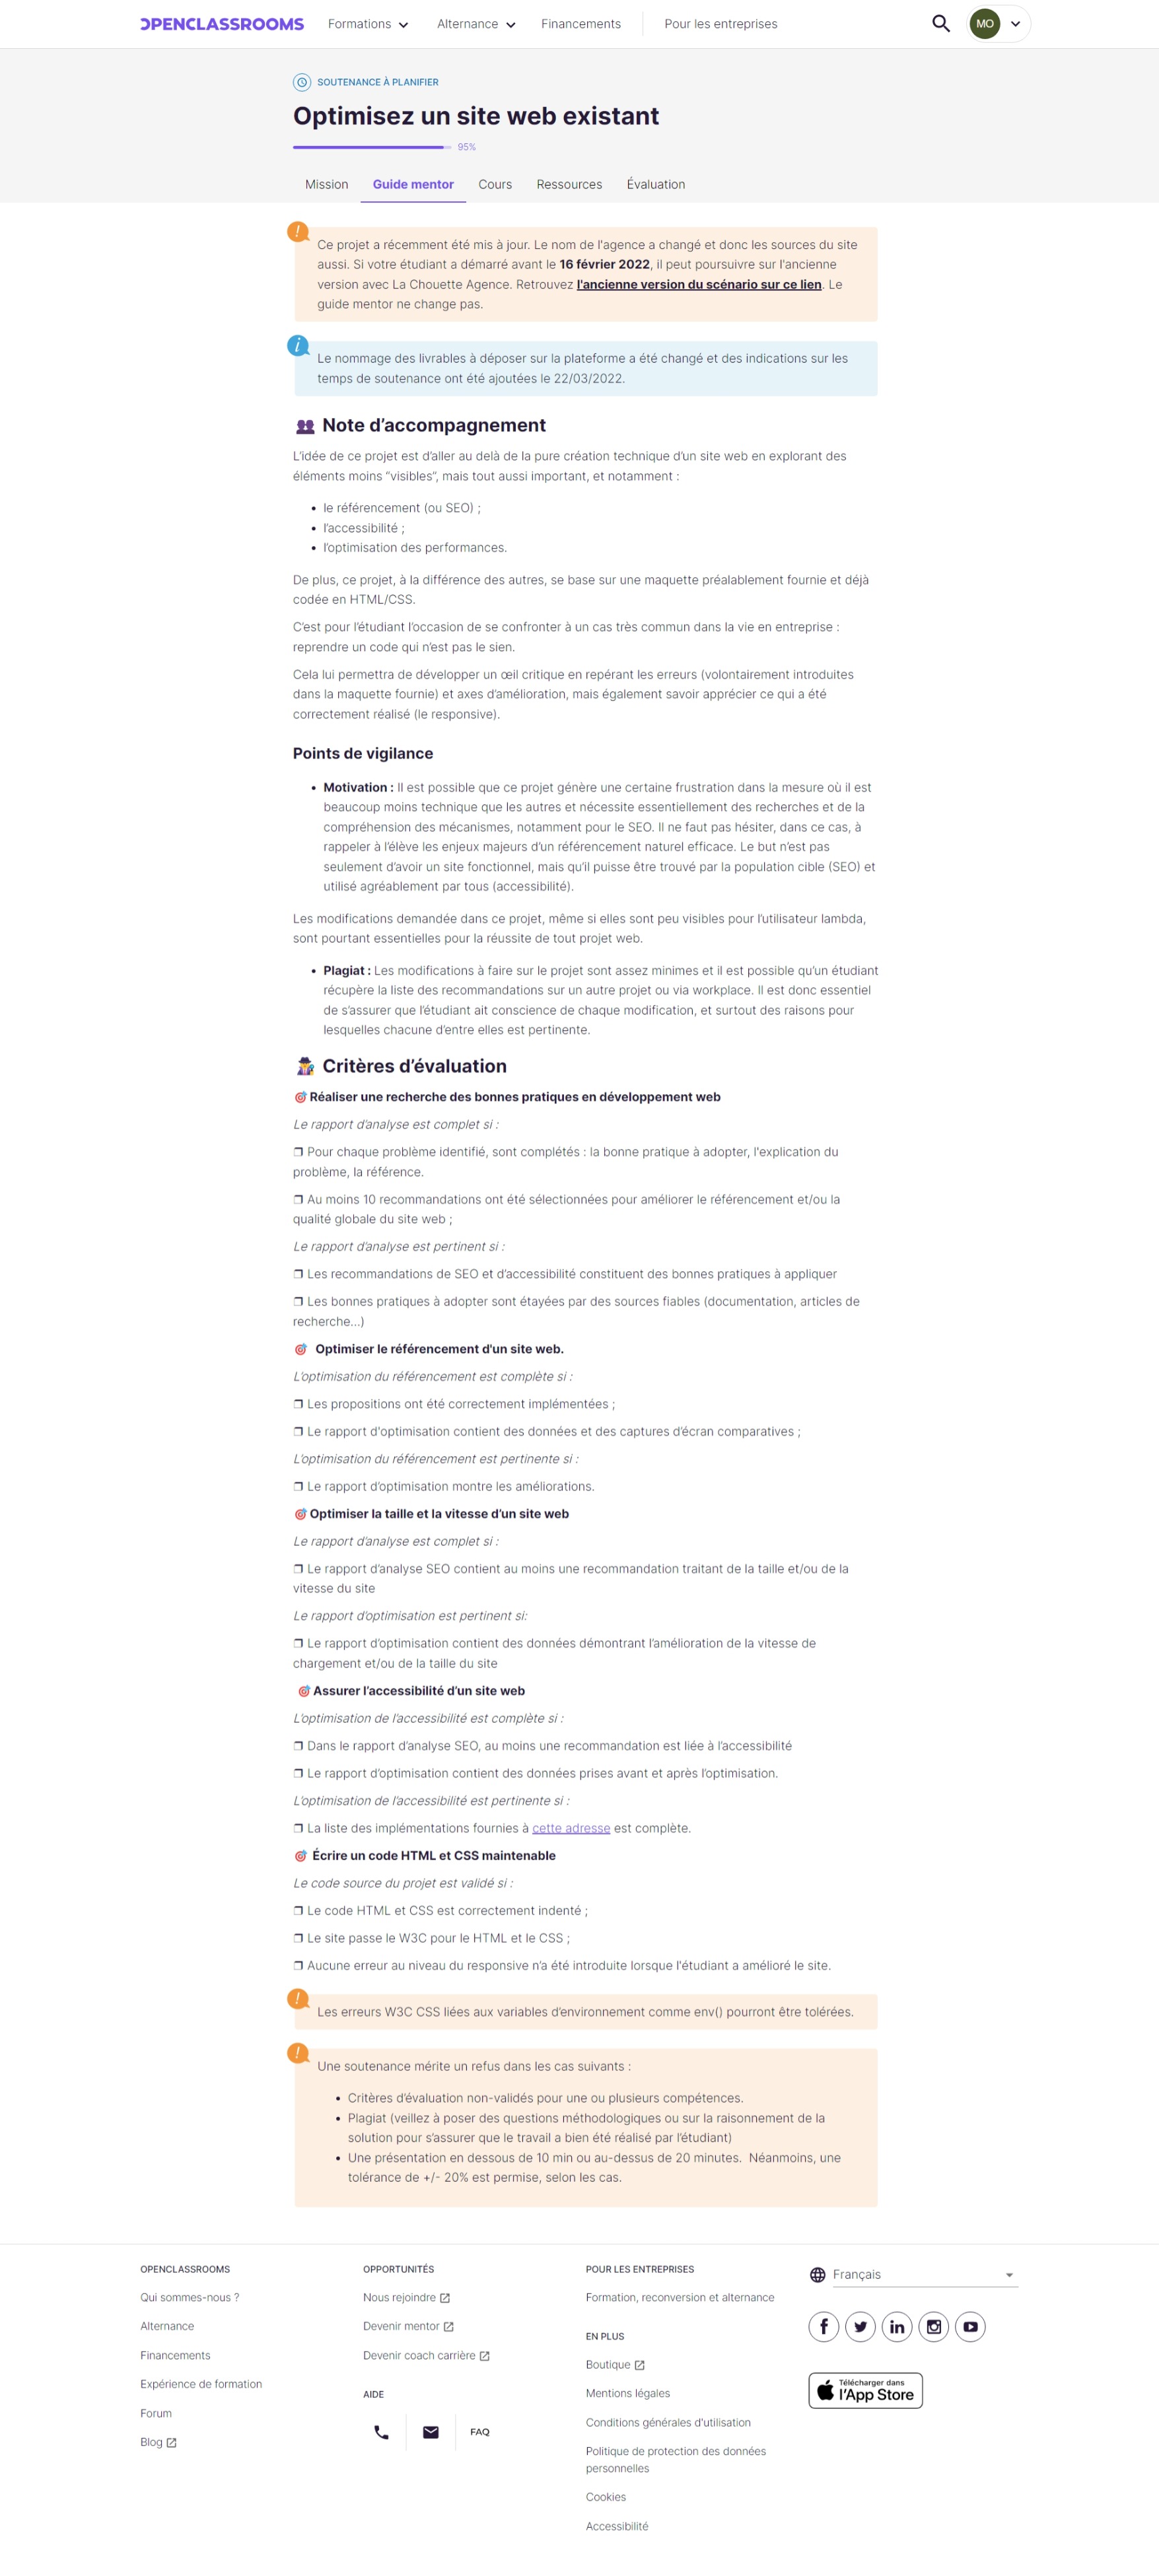 OPENCLASSROOMS Formations Alternance Financements Pour les entreprises MO
SOUTENANCE À PLANIFIER
Optimisez un site web existant
95%
Mission Guide mentor Cours Ressources Évaluation
Ce projet a récemment été mis à jour. Le nom de l'agence a changé et donc les sources du site
aussi. Si votre étudiant a démarré avant le 16 février 2022, il peut poursuivre sur l'ancienne
version avec La Chouette Agence. Retrouvez l'ancienne version du scénario sur ce lien. Le
guide mentor ne change pas.
Le nommage des livrables à déposer sur la plateforme a été changé et des indications sur les
temps de soutenance ont été ajoutées le 22/03/2022.
Note d’accompagnement
L’idée de ce projet est d’aller au delà de la pure création technique d’un site web en explorant des
éléments moins “visibles”, mais tout aussi important, et notamment :
• le référencement (ou SEO) ;
• l’accessibilité ;
• l’optimisation des performances.
De plus, ce projet, à la différence des autres, se base sur une maquette préalablement fournie et déjà
codée en HTML/CSS.
C’est pour l’étudiant l’occasion de se confronter à un cas très commun dans la vie en entreprise :
reprendre un code qui n’est pas le sien.
Cela lui permettra de développer un œil critique en repérant les erreurs (volontairement introduites
dans la maquette fournie) et axes d’amélioration, mais également savoir apprécier ce qui a été
correctement réalisé (le responsive).
Points de vigilance
• Motivation : Il est possible que ce projet génère une certaine frustration dans la mesure où il est
beaucoup moins technique que les autres et nécessite essentiellement des recherches et de la
compréhension des mécanismes, notamment pour le SEO. Il ne faut pas hésiter, dans ce cas, à
rappeler à l’élève les enjeux majeurs d’un référencement naturel efficace. Le but n’est pas
seulement d’avoir un site fonctionnel, mais qu’il puisse être trouvé par la population cible (SEO) et
utilisé agréablement par tous (accessibilité).
Les modifications demandée dans ce projet, même si elles sont peu visibles pour l’utilisateur lambda,
sont pourtant essentielles pour la réussite de tout projet web.
• Plagiat : Les modifications à faire sur le projet sont assez minimes et il est possible qu’un étudiant
récupère la liste des recommandations sur un autre projet ou via workplace. Il est donc essentiel
de s’assurer que l’étudiant ait conscience de chaque modification, et surtout des raisons pour
lesquelles chacune d’entre elles est pertinente.
Critères d’évaluation
Réaliser une recherche des bonnes pratiques en développement web
Le rapport d’analyse est complet si :
❒ Pour chaque problème identifié, sont complétés : la bonne pratique à adopter, l'explication du
problème, la référence.
❒ Au moins 10 recommandations ont été sélectionnées pour améliorer le référencement et/ou la
qualité globale du site web ;
Le rapport d’analyse est pertinent si :
❒ Les recommandations de SEO et d’accessibilité constituent des bonnes pratiques à appliquer
❒ Les bonnes pratiques à adopter sont étayées par des sources fiables (documentation, articles de
recherche…)
Optimiser le référencement d'un site web.
L’optimisation du référencement est complète si :
❒ Les propositions ont été correctement implémentées ;
❒ Le rapport d'optimisation contient des données et des captures d’écran comparatives ;
L’optimisation du référencement est pertinente si :
❒ Le rapport d’optimisation montre les améliorations.
Optimiser la taille et la vitesse d’un site web
Le rapport d’analyse est complet si :
❒ Le rapport d’analyse SEO contient au moins une recommandation traitant de la taille et/ou de la
vitesse du site
Le rapport d’optimisation est pertinent si:
❒ Le rapport d’optimisation contient des données démontrant l’amélioration de la vitesse de
chargement et/ou de la taille du site
Assurer l’accessibilité d’un site web
L’optimisation de l’accessibilité est complète si :
❒ Dans le rapport d’analyse SEO, au moins une recommandation est liée à l’accessibilité
❒ Le rapport d’optimisation contient des données prises avant et après l’optimisation.
L’optimisation de l’accessibilité est pertinente si :
❒ La liste des implémentations fournies à cette adresse est complète.
Écrire un code HTML et CSS maintenable
Le code source du projet est validé si :
❒ Le code HTML et CSS est correctement indenté ;
❒ Le site passe le W3C pour le HTML et le CSS ;
❒ Aucune erreur au niveau du responsive n’a été introduite lorsque l'étudiant a amélioré le site.
Les erreurs W3C CSS liées aux variables d’environnement comme env() pourront être tolérées.
Une soutenance mérite un refus dans les cas suivants :
• Critères d’évaluation non-validés pour une ou plusieurs compétences.
• Plagiat (veillez à poser des questions méthodologiques ou sur la raisonnement de la
solution pour s’assurer que le travail a bien été réalisé par l’étudiant)
• Une présentation en dessous de 10 min ou au-dessus de 20 minutes. Néanmoins, une
tolérance de +/- 20% est permise, selon les cas.
OPENCLASSROOMS
Qui sommes-nous ?
Alternance
Financements
Expérience de formation
Forum
Blog
OPPORTUNITÉS
Nous rejoindre
Devenir mentor
Devenir coach carrière
AIDE
FAQ
POUR LES ENTREPRISES
Formation, reconversion et alternance
EN PLUS
Boutique
Mentions légales
Conditions générales d'utilisation
Politique de protection des données
personnelles
Cookies
Accessibilité
Français
Télécharger dans
l'App Store